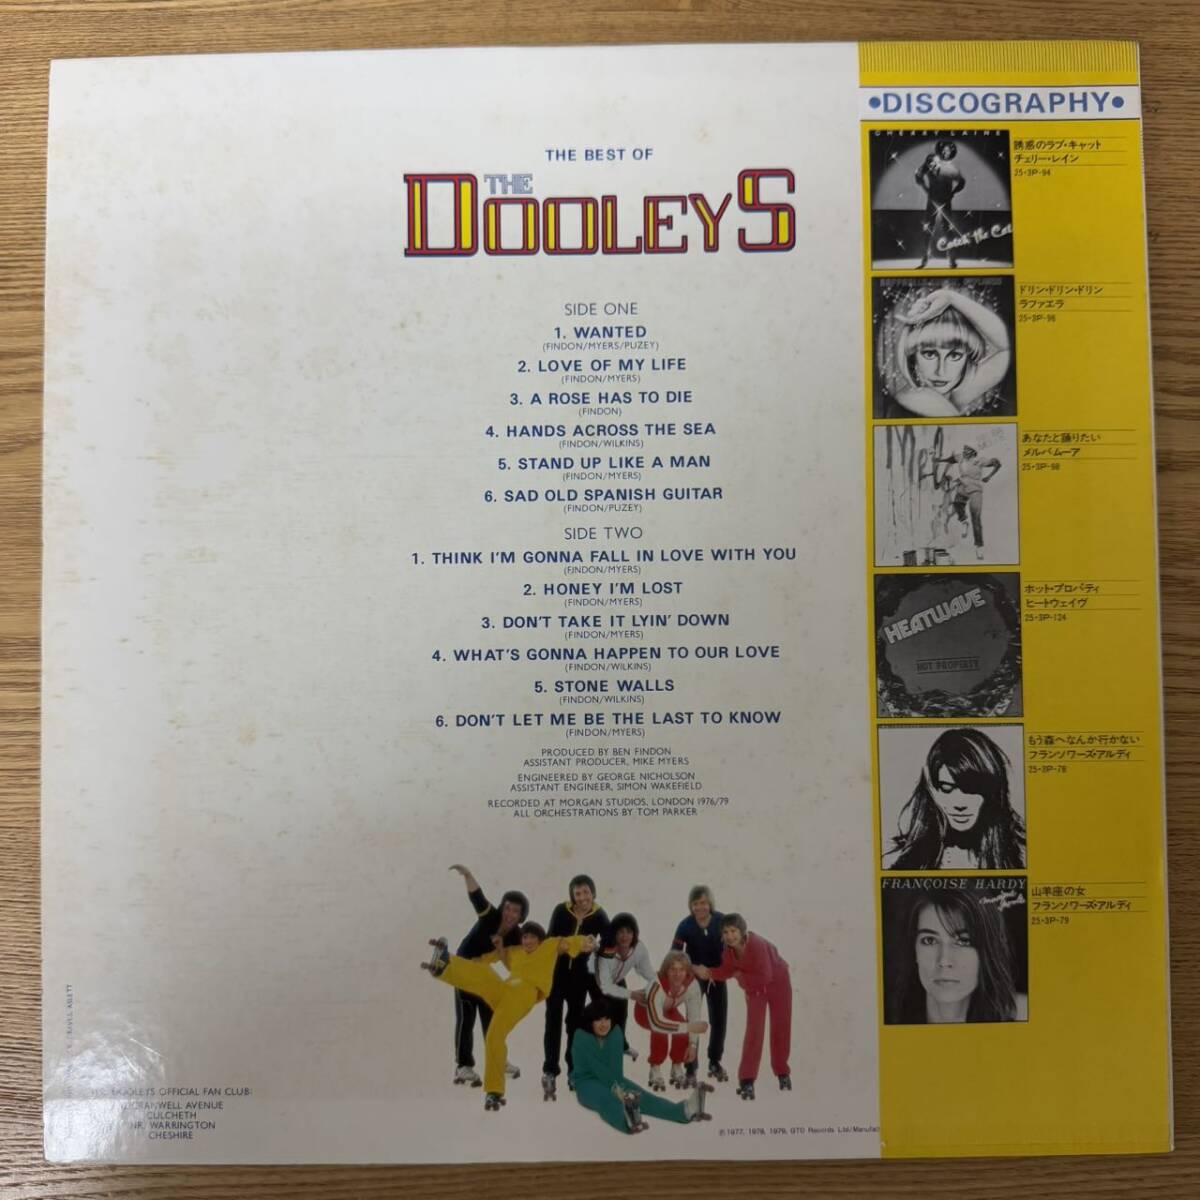 THE BEST OF
THE DOOLEYS
SIDE ONE
1. WANTED
(FINDON/MYERS/PUZEY)
2. LOVE OF MY LIFE
(FINDON/MYERS)
3. A ROSE HAS TO DIE
(FINDON)
4. HANDS ACROSS THE SEA
(FINDON/WILKINS)
5. STAND UP LIKE A MAN
(FINDON/MYERS)
6. SAD OLD SPANISH GUITAR
(FINDON/PUZEY)
SIDE TWO
1. THINK I'M GONNA FALL IN LOVE WITH YOU
(FINDON/MYERS)
2. HONEY I'M LOST
(FINDON/MYERS)
3. DON'T TAKE IT LYIN' DOWN
(FINDON/MYERS)
4. WHAT'S GONNA HAPPEN TO OUR LOVE
(FINDON/WILKINS)
5. STONE WALLS
(FINDON/WILKINS)
6. DON'T LET ME BE THE LAST TO KNOW
(FINDON/MYERS)
PRODUCED BY BEN FINDON
ASSISTANT PRODUCER, MIKE MYERS
ENGINEERED BY GEORGE NICHOLSON
ASSISTANT ENGINEER, SIMON WAKEFIELD
RECORDED AT MORGAN STUDIOS, LONDON 1976/79
ALL ORCHESTRATIONS BY TOM PARKER
DOOLEYS OFFICIAL FAN CLUB:
AVENUE
CULCHETH
NR. WARRINGTON
CHESHIRE
℗ 1977, 1978, 1979, GTO Records Ltd/Manufac
•DISCOGRAPHY•
CHERRY LAINE
Catch the Cat
誘惑のラブ・キャット
チェリー・レイン
25・3P-94
ドリン・ドリン・ドリン
ラファエラ
25・3P-96
あなたと踊りたい
メルバ・ムーア
25・3P-98
HEATWAVE
HOT PROPERTY
ホット・プロパティ
ヒートウェイヴ
25・3P-124
もう森へなんか行かない
フランソワーズ・アルディ
25・3P-78
FRANÇOISE HARDY
山羊座の女
フランソワーズ・アルディ
25・3P-79